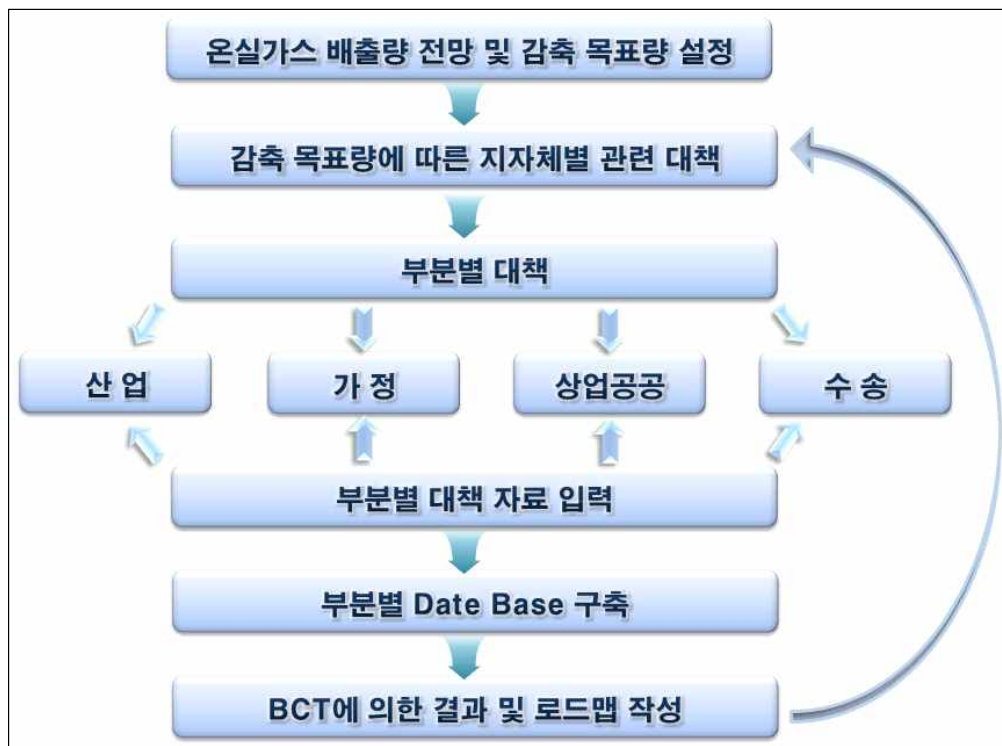 온실가스 배출량 전망 및 감축 목표량 설정
감축 목표량에 따른 지자체별 관련 대책
부분별 대책
산 업
가 정
상업공공
수 송
부분별 대책 자료 입력
부분별 Date Base 구축
BCT에 의한 결과 및 로드맵 작성